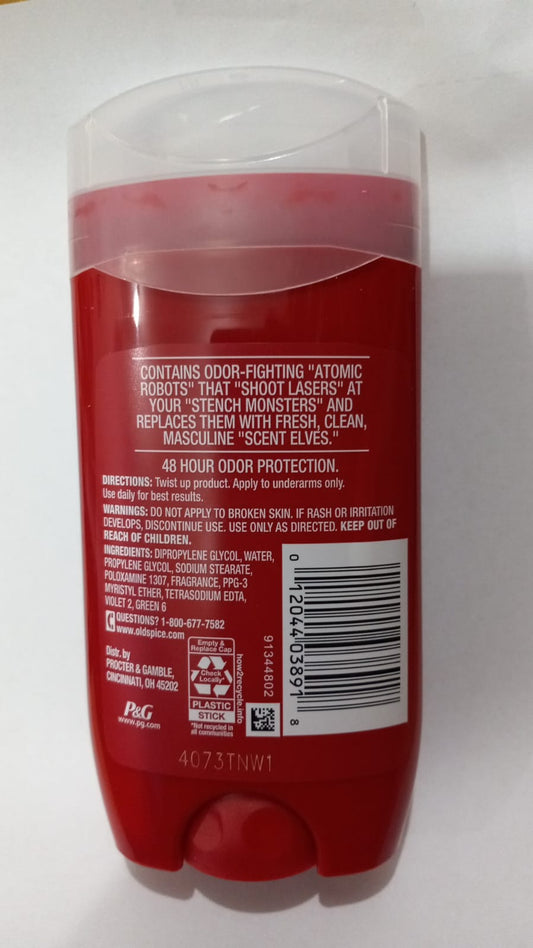 CONTAINS ODOR-FIGHTING "ATOMIC
ROBOTS" THAT "SHOOT LASERS" AT
YOUR "STENCH MONSTERS" AND
REPLACES THEM WITH FRESH, CLEAN,
MASCULINE "SCENT ELVES."
48 HOUR ODOR PROTECTION.
DIRECTIONS: Twist up product. Apply to underarms only.
Use daily for best results.
WARNINGS: DO NOT APPLY TO BROKEN SKIN. IF RASH OR IRRITATION
DEVELOPS, DISCONTINUE USE. USE ONLY AS DIRECTED. KEEP OUT OF
REACH OF CHILDREN.
INGREDIENTS: DIPROPYLENE GLYCOL, WATER,
PROPYLENE GLYCOL, SODIUM STEARATE,
POLOXAMINE 1307, FRAGRANCE, PPG-3
MYRISTYL ETHER, TETRASODIUM EDTA,
VIOLET 2, GREEN 6
QUESTIONS? 1-800-677-7582
www.oldspice.com
Distr. by
PROCTER & GAMBLE,
CINCINNATI, OH 45202
P&G
www.pg.com
Empty &
Replace Cap
Check
Locally*
PLASTIC
STICK
*Not recycled in
all communities
how2recycle.info
91344802
0 12044 03891 8
4073TNW1